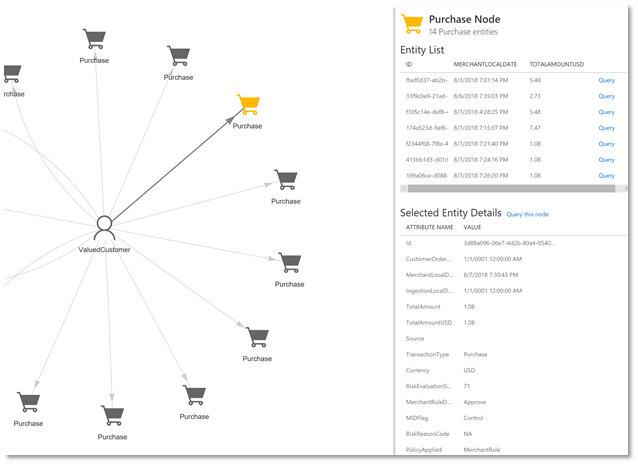 Purchase
Purchase
rchase
Purchase
Purchase
ValuedCustomer
Purchase
Purchase
Purchase
Purchase
Purchase
Purchase Node
14 Purchase entities
Entity List
ID MERCHANTLOCALDATE TOTALAMOUNTUSD
fbef0d37-ab2b- 8/3/2018 7:01:14 PM 5.48 Query
33f9c0e9-21ad- 8/6/2018 7:35:03 PM 2.73 Query
f105c14e-def8- 8/7/2018 4:28:25 PM 5.48 Query
174a523d-9af6- 8/7/2018 7:15:07 PM 7.47 Query
f2344f68-7f8a-4 8/7/2018 7:21:40 PM 1.08 Query
413bb1d3-d01d 8/7/2018 7:24:16 PM 1.08 Query
169a06ce-d088- 8/7/2018 7:26:20 PM 1.08 Query
Selected Entity Details Query this node
ATTRIBUTE NAME VALUE
Id 3d88a096-06e7-4d2b-80a4-0540...
CustomerOrder... 1/1/0001 12:00:00 AM
MerchantLocalD... 8/7/2018 7:30:43 PM
IngestionLocalD... 1/1/0001 12:00:00 AM
TotalAmount 1.08
TotalAmountUSD 1.08
Source
TransactionType Purchase
Currency USD
RiskEvaluationS... 71
MerchantRuleD... Approve
MIDFlag Control
RiskReasonCode NA
PolicyApplied MerchantRule